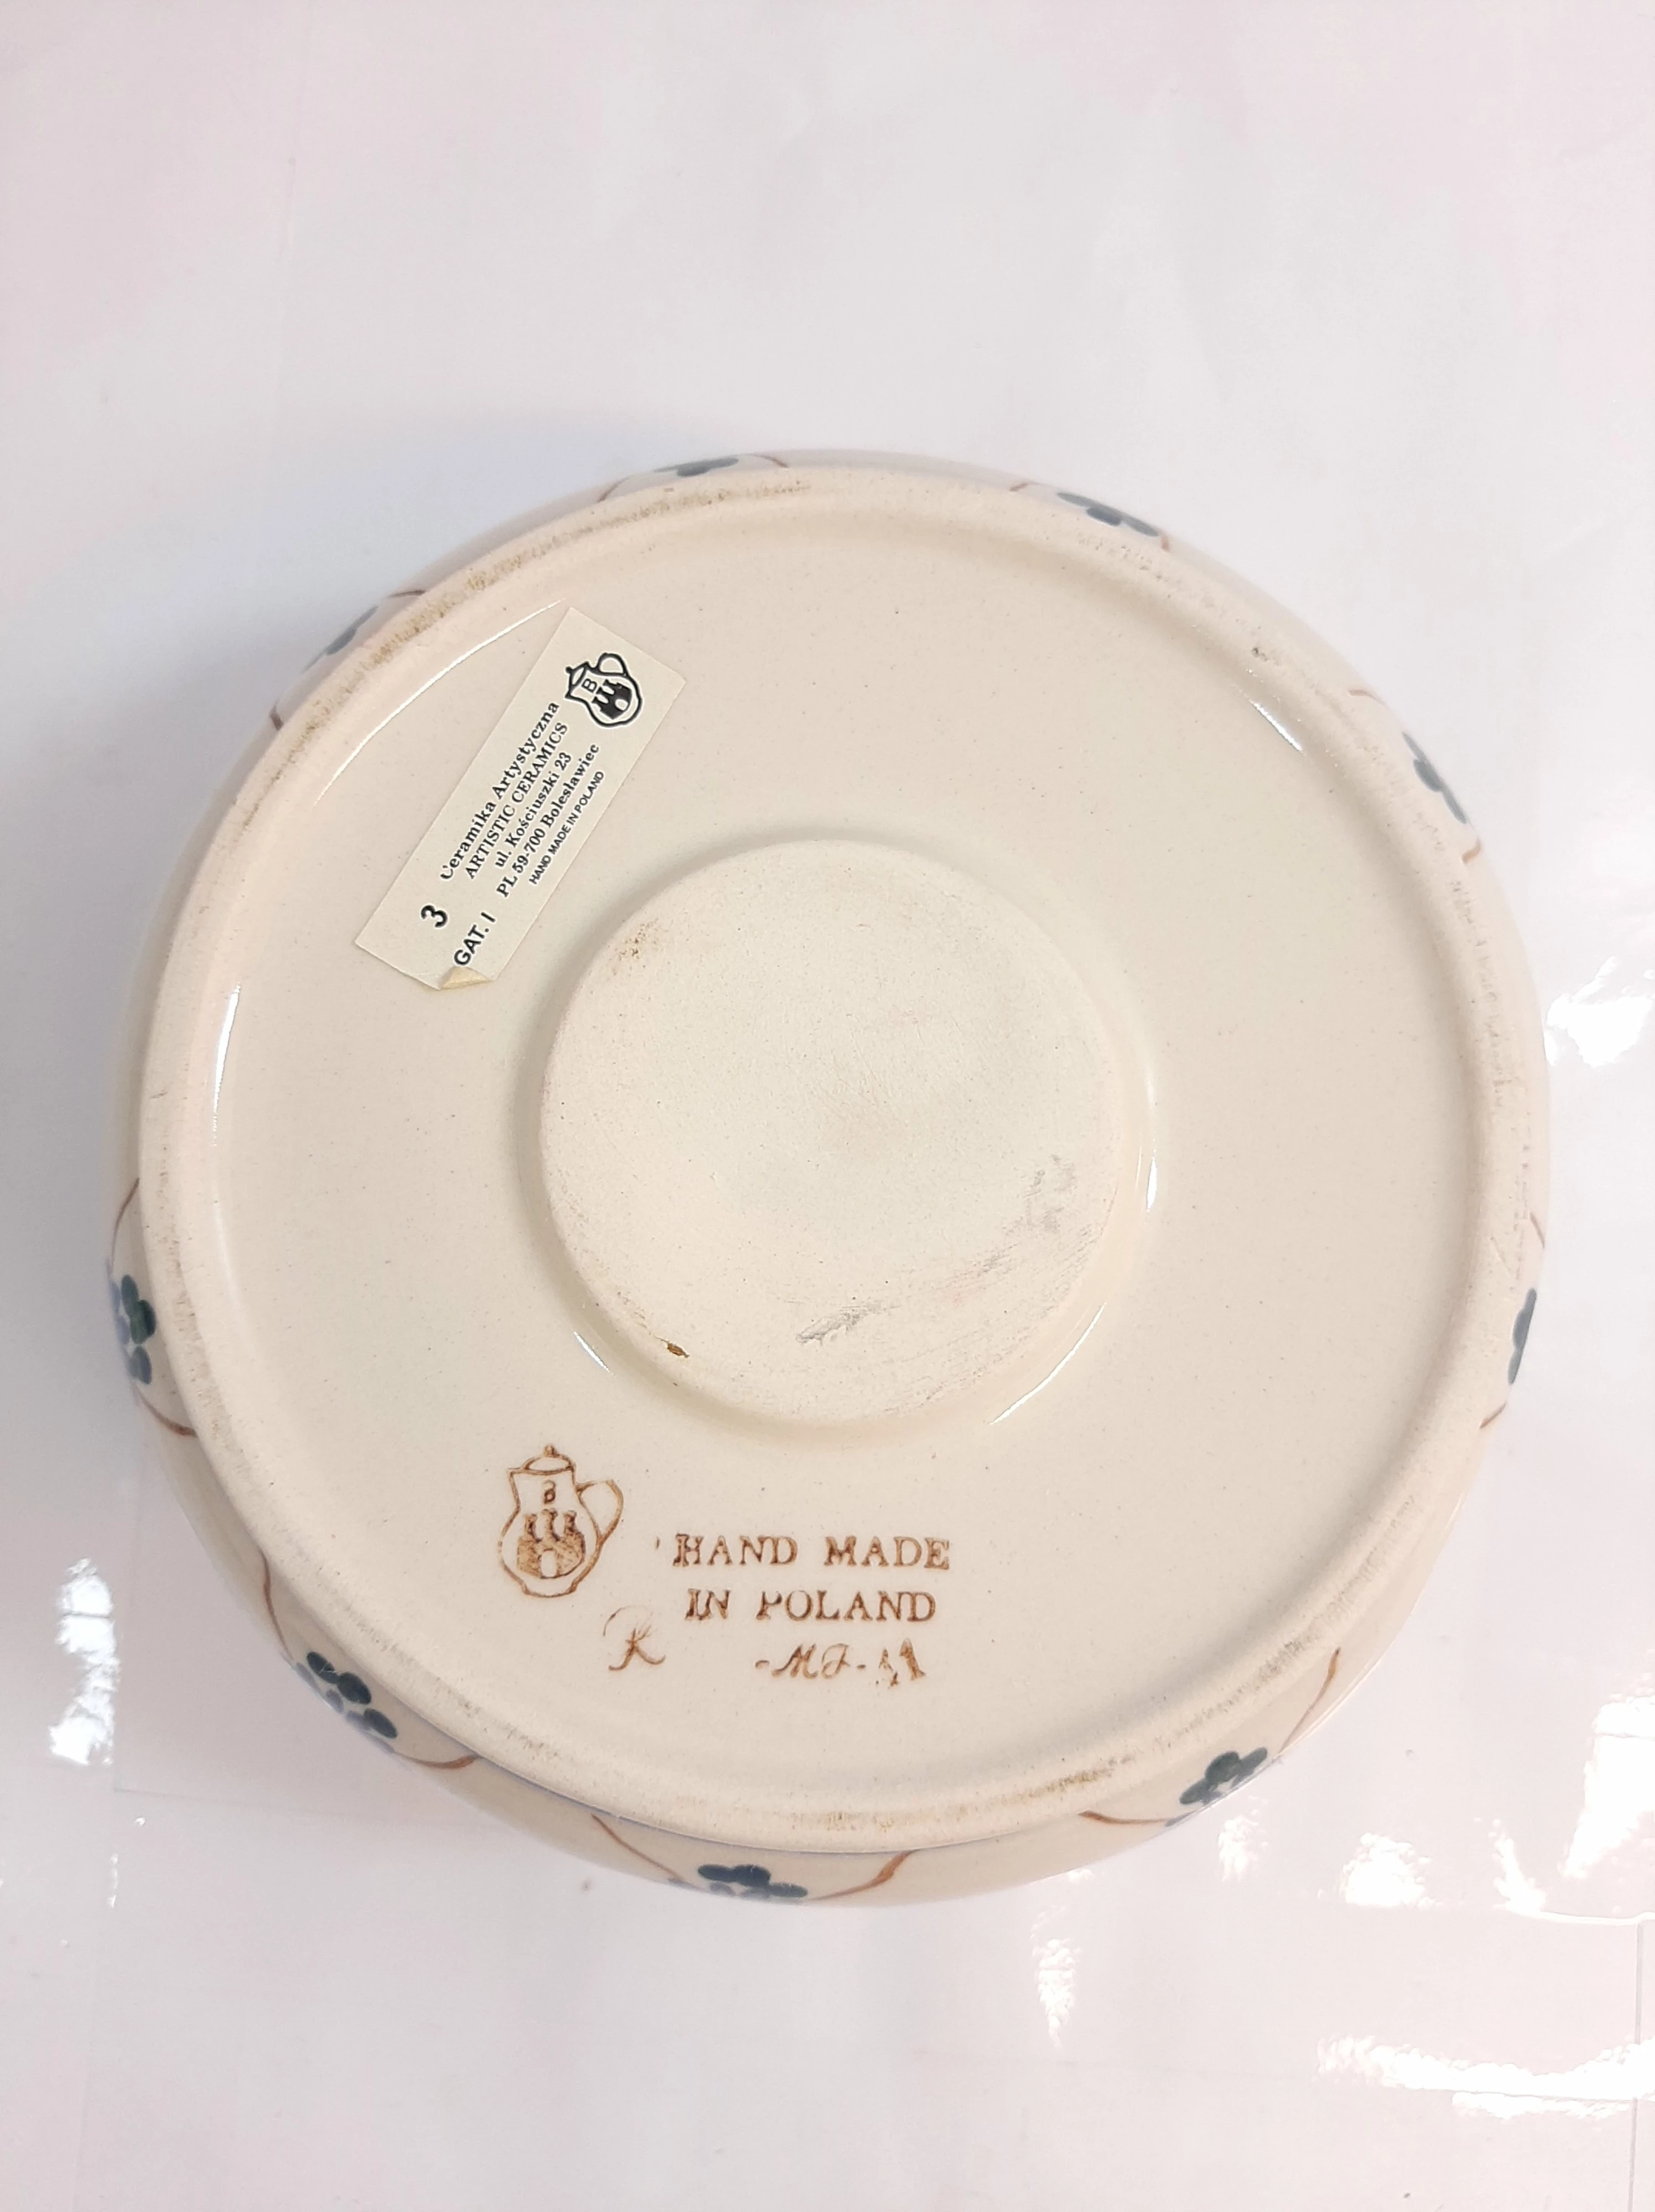 B
Ceramika Artystyczna
ARTISTIC CERAMICS
ul. Kościuszki 23
PL 59-700 Bolesławiec
HAND MADE IN POLAND
3
GAT. I
B
HAND MADE
IN POLAND
K
-MJ-